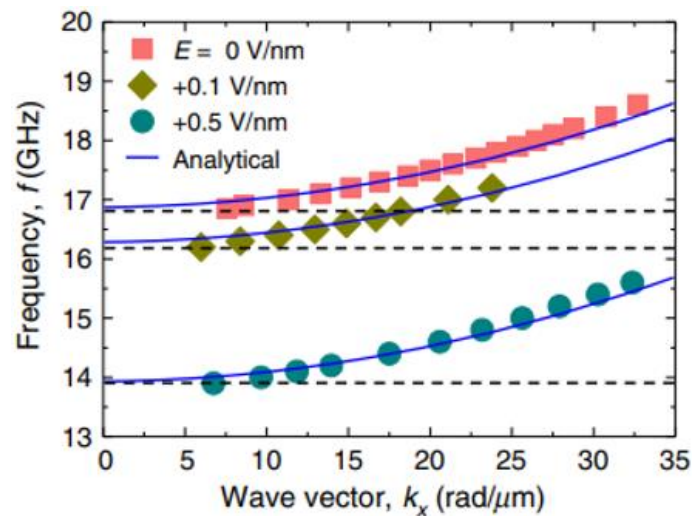 20
19
18
17
16
15
14
13
Frequency, f (GHz)
E = 0 V/nm
+0.1 V/nm
+0.5 V/nm
Analytical
0 5 10 15 20 25 30 35
Wave vector, kₓ (rad/μm)